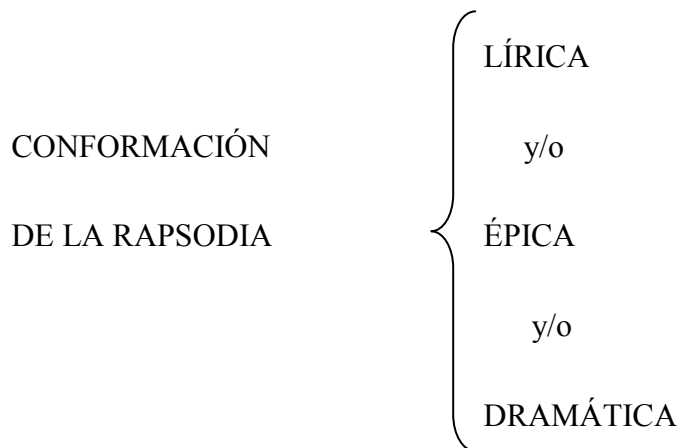 LÍRICA
CONFORMACIÓN y/o
DE LA RAPSODIA ÉPICA
y/o
DRAMÁTICA